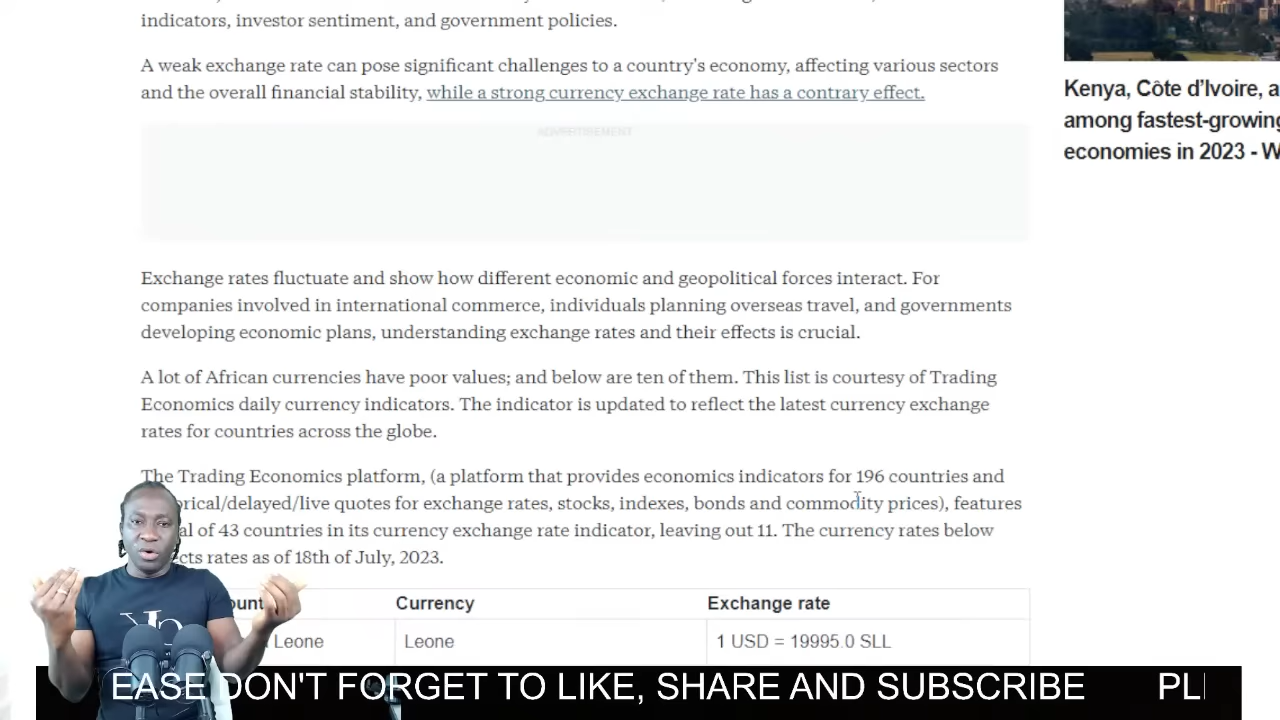 indicators, investor sentiment, and government policies.
A weak exchange rate can pose significant challenges to a country's economy, affecting various sectors
and the overall financial stability, while a strong currency exchange rate has a contrary effect.
ADVERTISEMENT
Kenya, Côte d'Ivoire, a
among fastest-growing
economies in 2023 - W
Exchange rates fluctuate and show how different economic and geopolitical forces interact. For
companies involved in international commerce, individuals planning overseas travel, and governments
developing economic plans, understanding exchange rates and their effects is crucial.
A lot of African currencies have poor values; and below are ten of them. This list is courtesy of Trading
Economics daily currency indicators. The indicator is updated to reflect the latest currency exchange
rates for countries across the globe.
The Trading Economics platform, (a platform that provides economics indicators for 196 countries and
orical/delayed/live quotes for exchange rates, stocks, indexes, bonds and commodity prices), features
al of 43 countries in its currency exchange rate indicator, leaving out 11. The currency rates below
cts rates as of 18th of July, 2023.
ount Currency Exchange rate
Leone Leone 1 USD = 19995.0 SLL
EASE DON'T FORGET TO LIKE, SHARE AND SUBSCRIBE PL